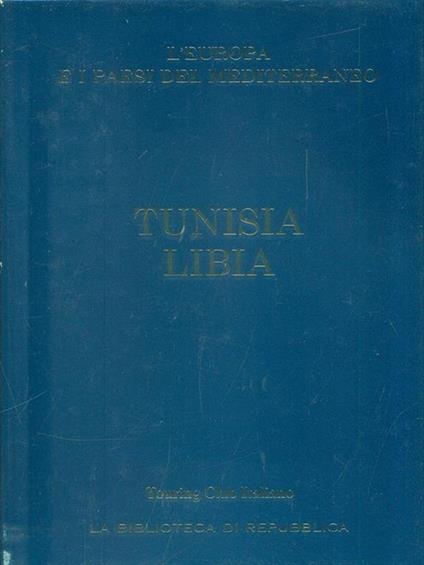 L'EUROPA
E I PAESI DEL MEDITERRANEO
TUNISIA
LIBIA
Touring Club Italiano
LA BIBLIOTECA DI REPUBBLICA